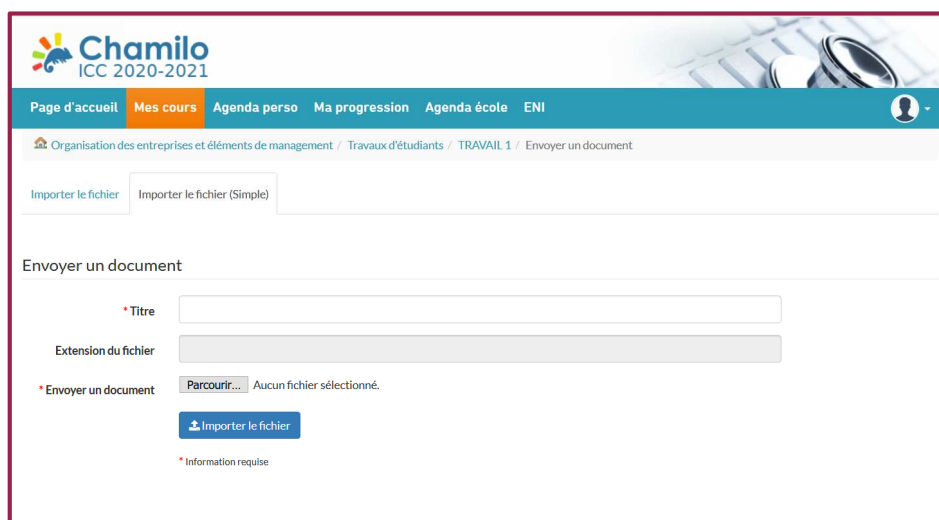 Chamilo
ICC 2020-2021
Page d'accueil Mes cours Agenda perso Ma progression Agenda école ENI
Organisation des entreprises et éléments de management / Travaux d'étudiants / TRAVAIL 1 / Envoyer un document
Importer le fichier Importer le fichier (Simple)
Envoyer un document
* Titre
Extension du fichier
* Envoyer un document Parcourir... Aucun fichier sélectionné.
Importer le fichier
* Information requise